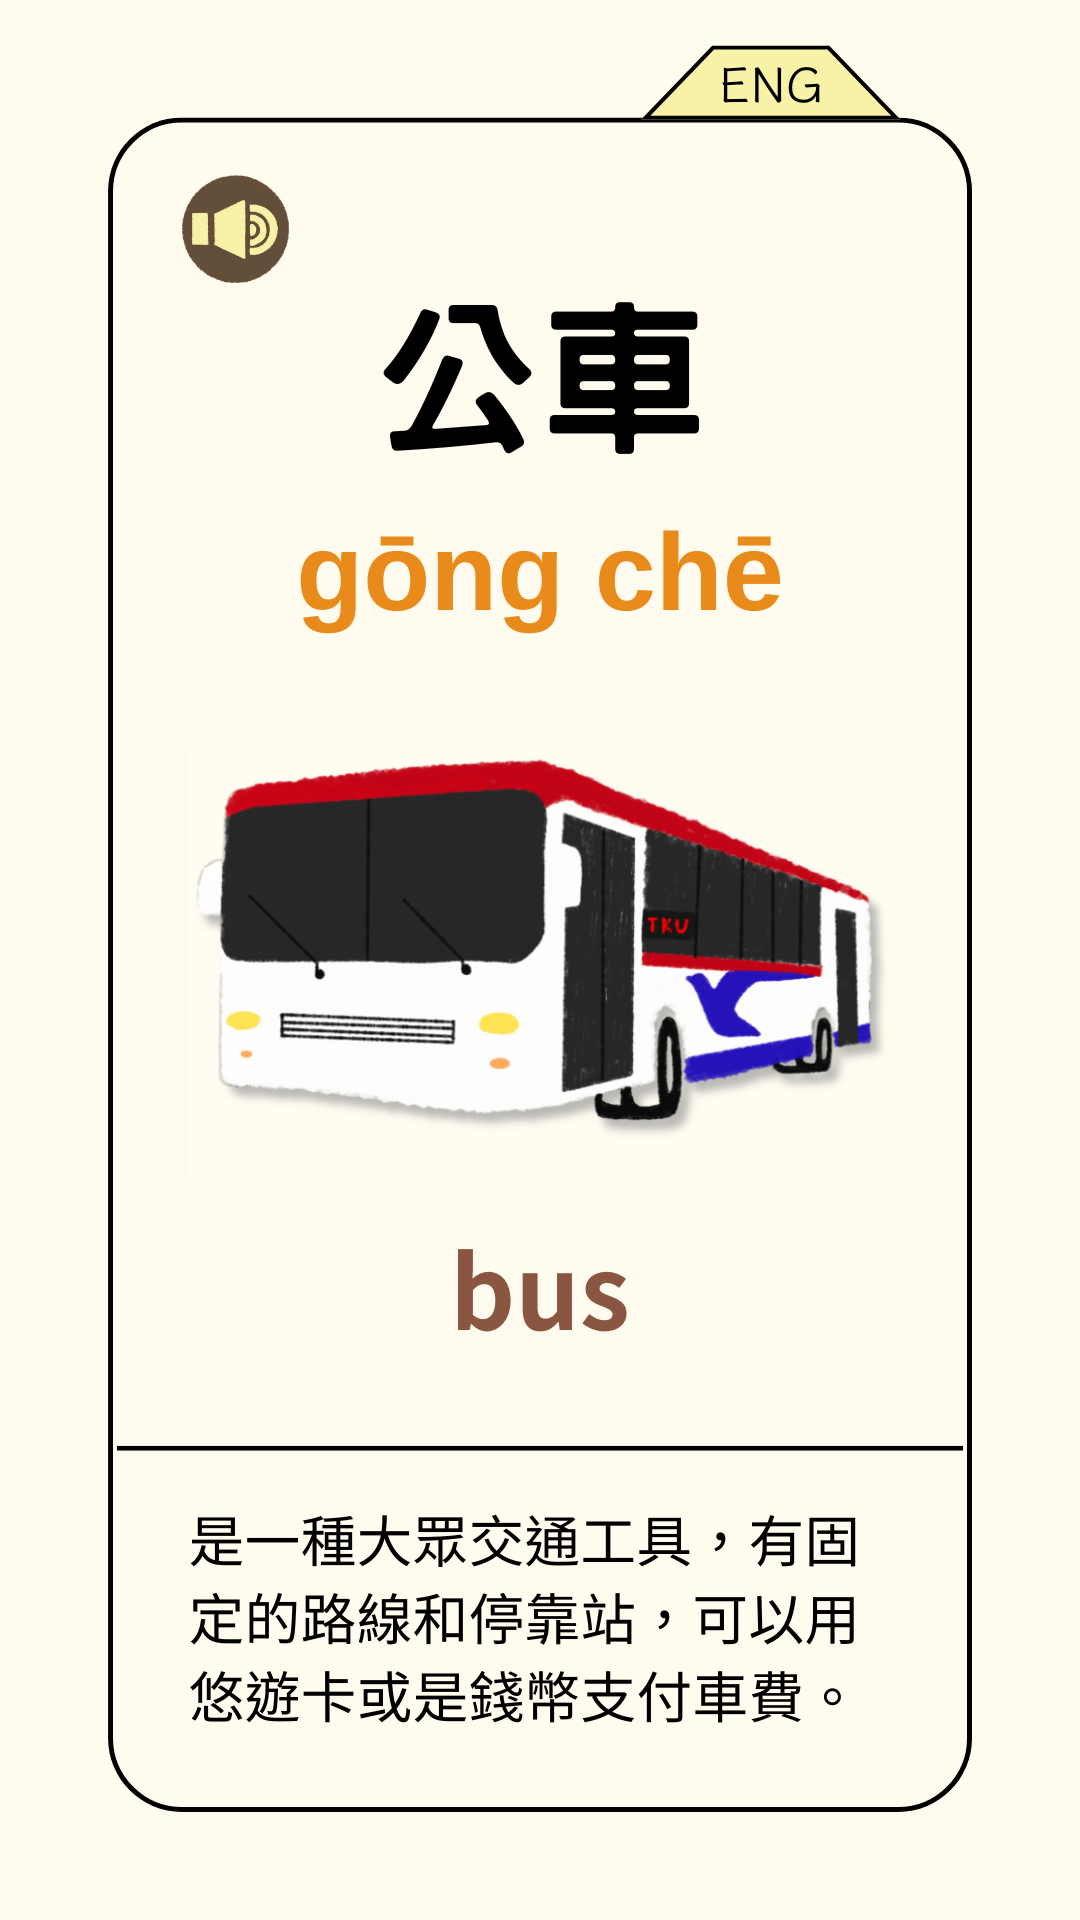 ENG
公車
gōng chē
TKU
bus
是一種大眾交通工具，有固
定的路線和停靠站，可以用
悠遊卡或是錢幣支付車費。